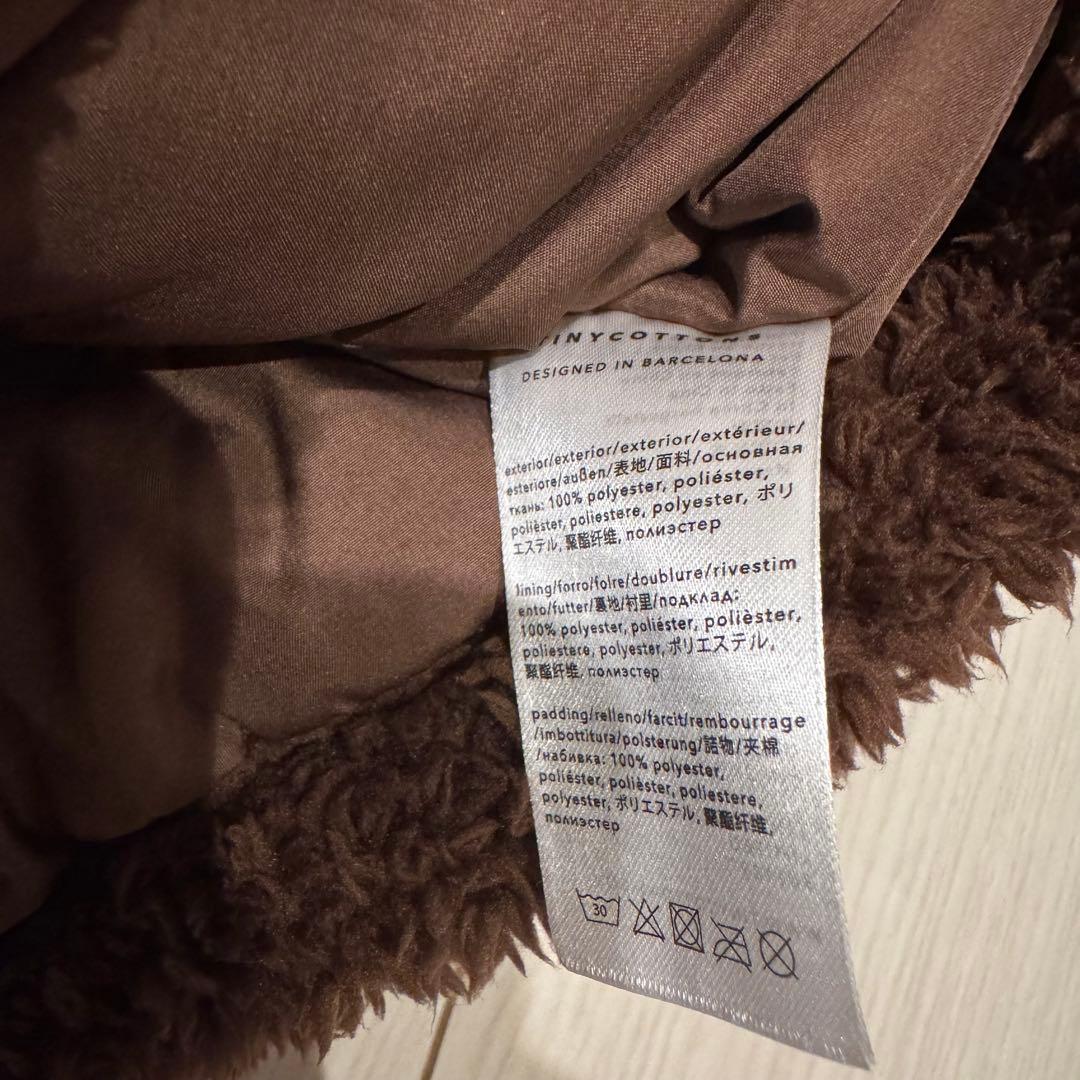 TINYCOTTONS
DESIGNED IN BARCELONA
exterior/exterior/exterior/extérieur/
esteriore/außen/表地/面料/основная
ткань: 100% polyester, poliéster,
polièster, poliestere, polyester, ポリ
エステル, 聚酯纤维, полиэстер
lining/forro/folre/doublure/rivestim
ento/futter/裏地/衬里/подклад:
100% polyester, poliéster, polièster,
poliestere, polyester, ポリエステル,
聚酯纤维, полиэстер
padding/relleno/farcit/rembourrage
/imbottitura/polsterung/詰物/夹棉
/набивка: 100% polyester,
poliéster, polièster, poliestere,
polyester, ポリエステル, 聚酯纤维,
полиэстер
30